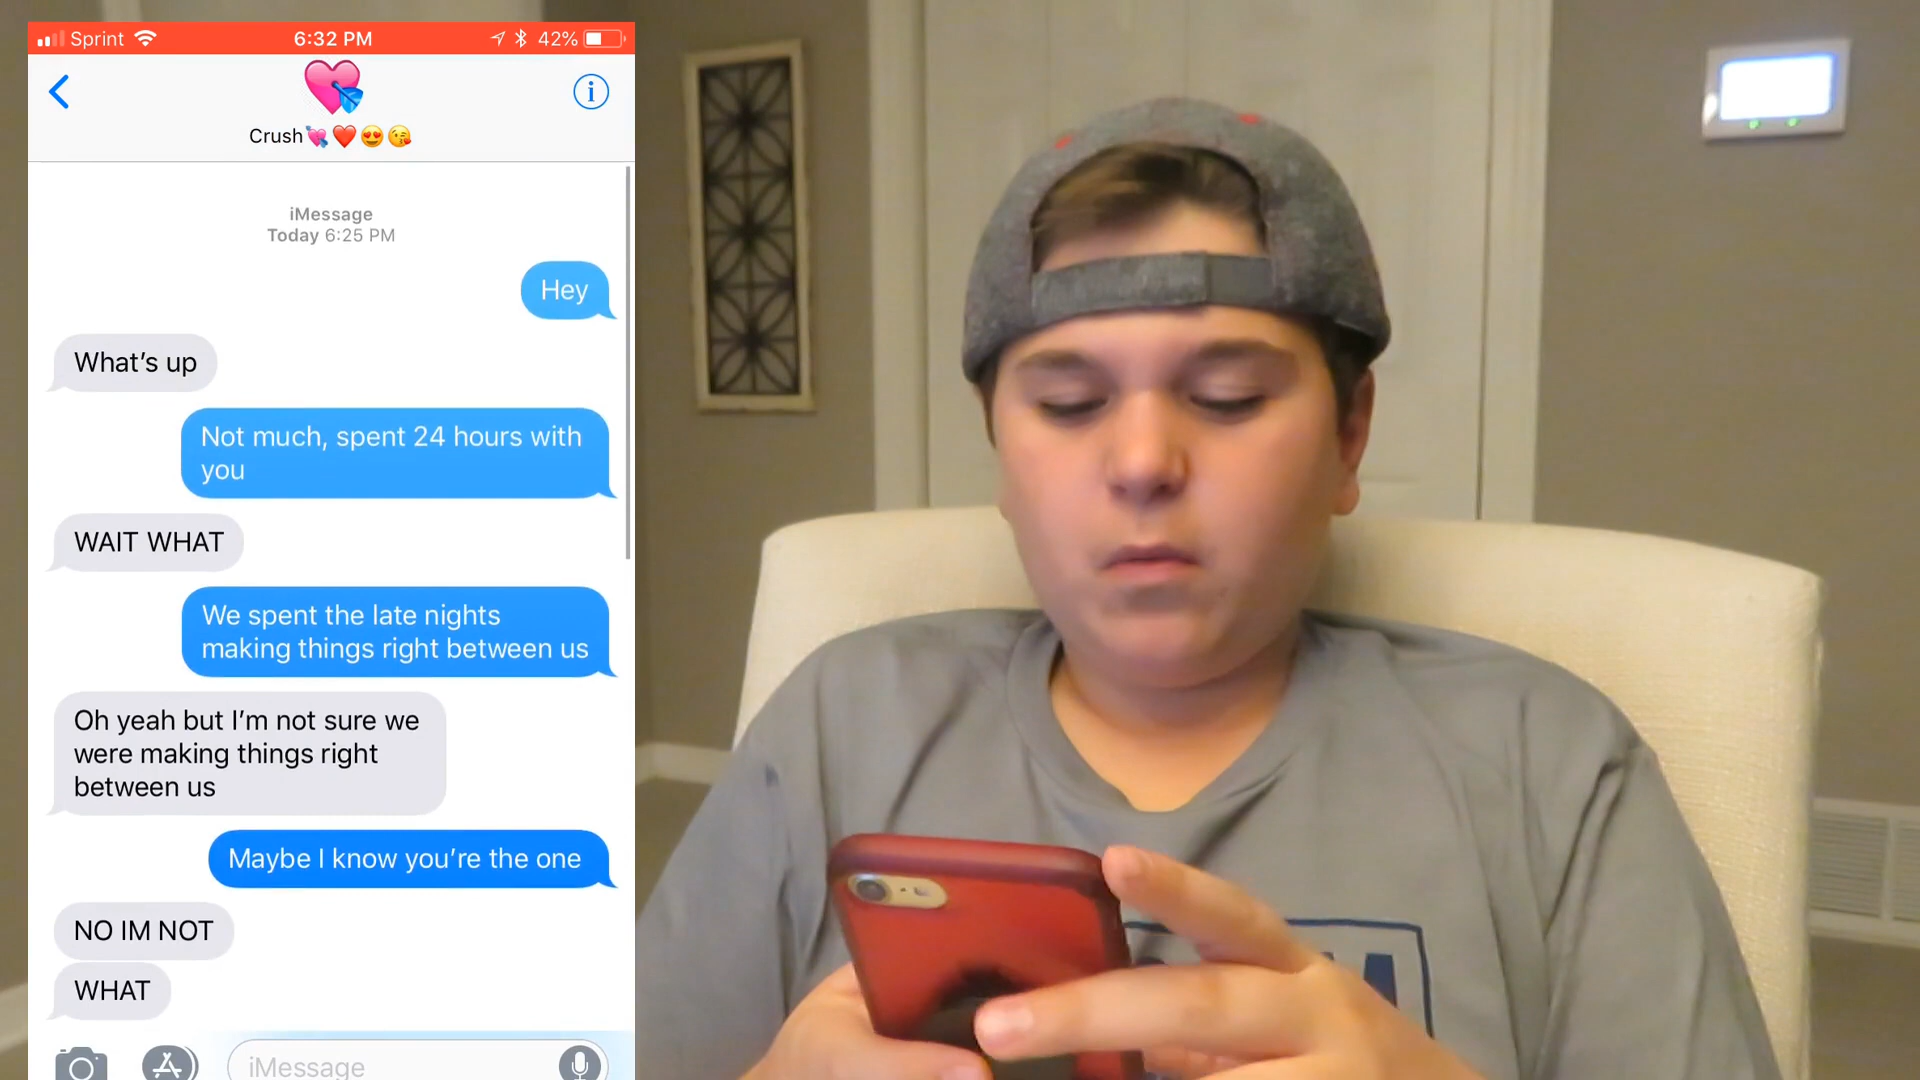 Sprint 6:32 PM 42%
Crush💘❤️😍😘
iMessage
Today 6:25 PM
Hey
What's up
Not much, spent 24 hours with
you
WAIT WHAT
We spent the late nights
making things right between us
Oh yeah but I'm not sure we
were making things right
between us
Maybe I know you're the one
NO IM NOT
WHAT
iMessage